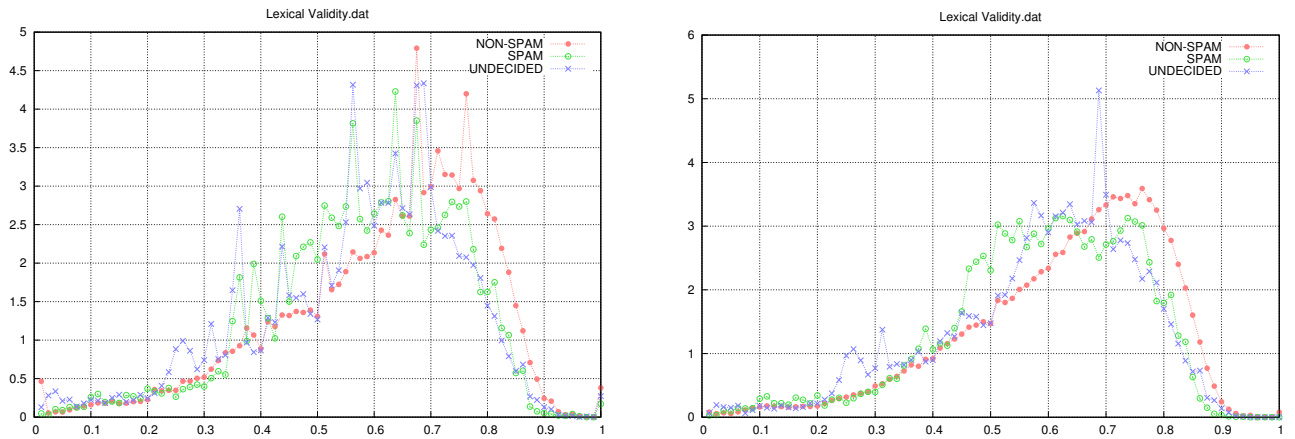 Lexical Validity.dat
5
4.5
4
3.5
3
2.5
2
1.5
1
0.5
0
0 0.1 0.2 0.3 0.4 0.5 0.6 0.7 0.8 0.9 1
NON-SPAM
SPAM
UNDECIDED
Lexical Validity.dat
6
5
4
3
2
1
0
0 0.1 0.2 0.3 0.4 0.5 0.6 0.7 0.8 0.9 1
NON-SPAM
SPAM
UNDECIDED